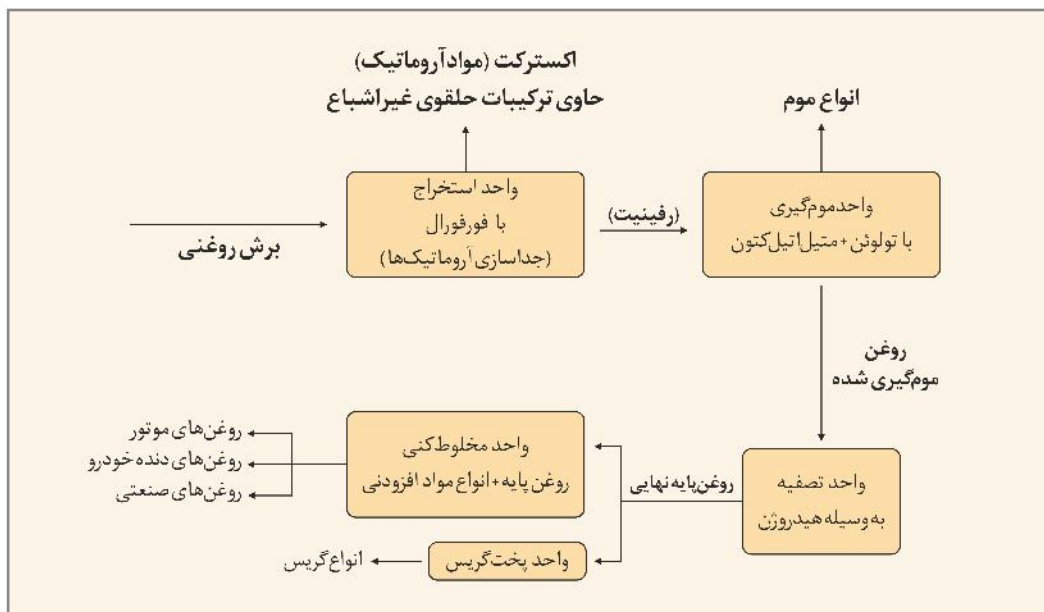 اکسترکت (مواد آروماتیک)
حاوی ترکیبات حلقوی غیراشباع
انواع موم
برش روغنی
واحد استخراج
با فورفورال
(جداسازی آروماتیک‌ها)
(رفینیت)
واحد موم‌گیری
با تولوئن + متیل اتیل کتون
روغن
موم‌گیری شده
واحد تصفیه
به وسیله هیدروژن
روغن پایه نهایی
واحد مخلوط کنی
روغن پایه + انواع مواد افزودنی
روغن‌های موتور
روغن‌های دنده خودرو
روغن‌های صنعتی
واحد پخت گریس
انواع گریس